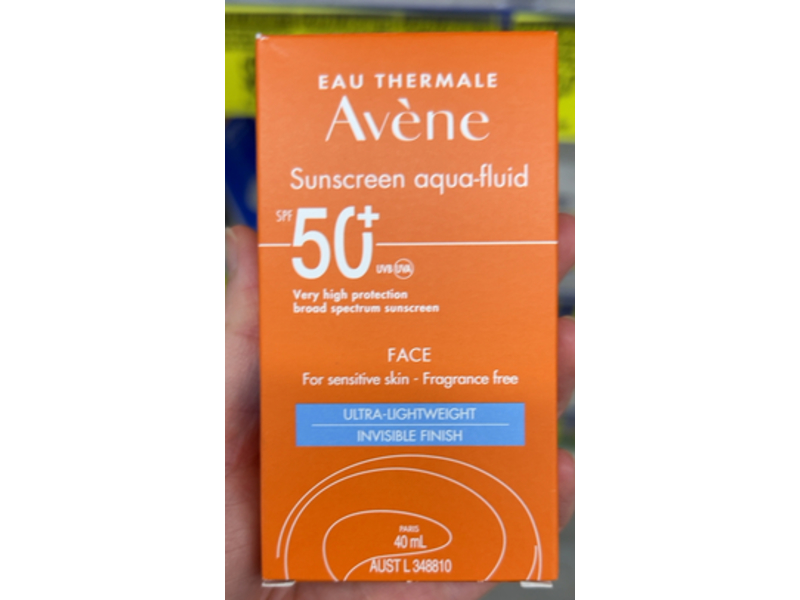 EAU THERMALE
Avène
Sunscreen aqua-fluid
SPF 50+
UVB UVA
Very high protection
broad spectrum sunscreen
FACE
For sensitive skin - Fragrance free
ULTRA-LIGHTWEIGHT
INVISIBLE FINISH
PARIS
40 mL
AUST L 348810